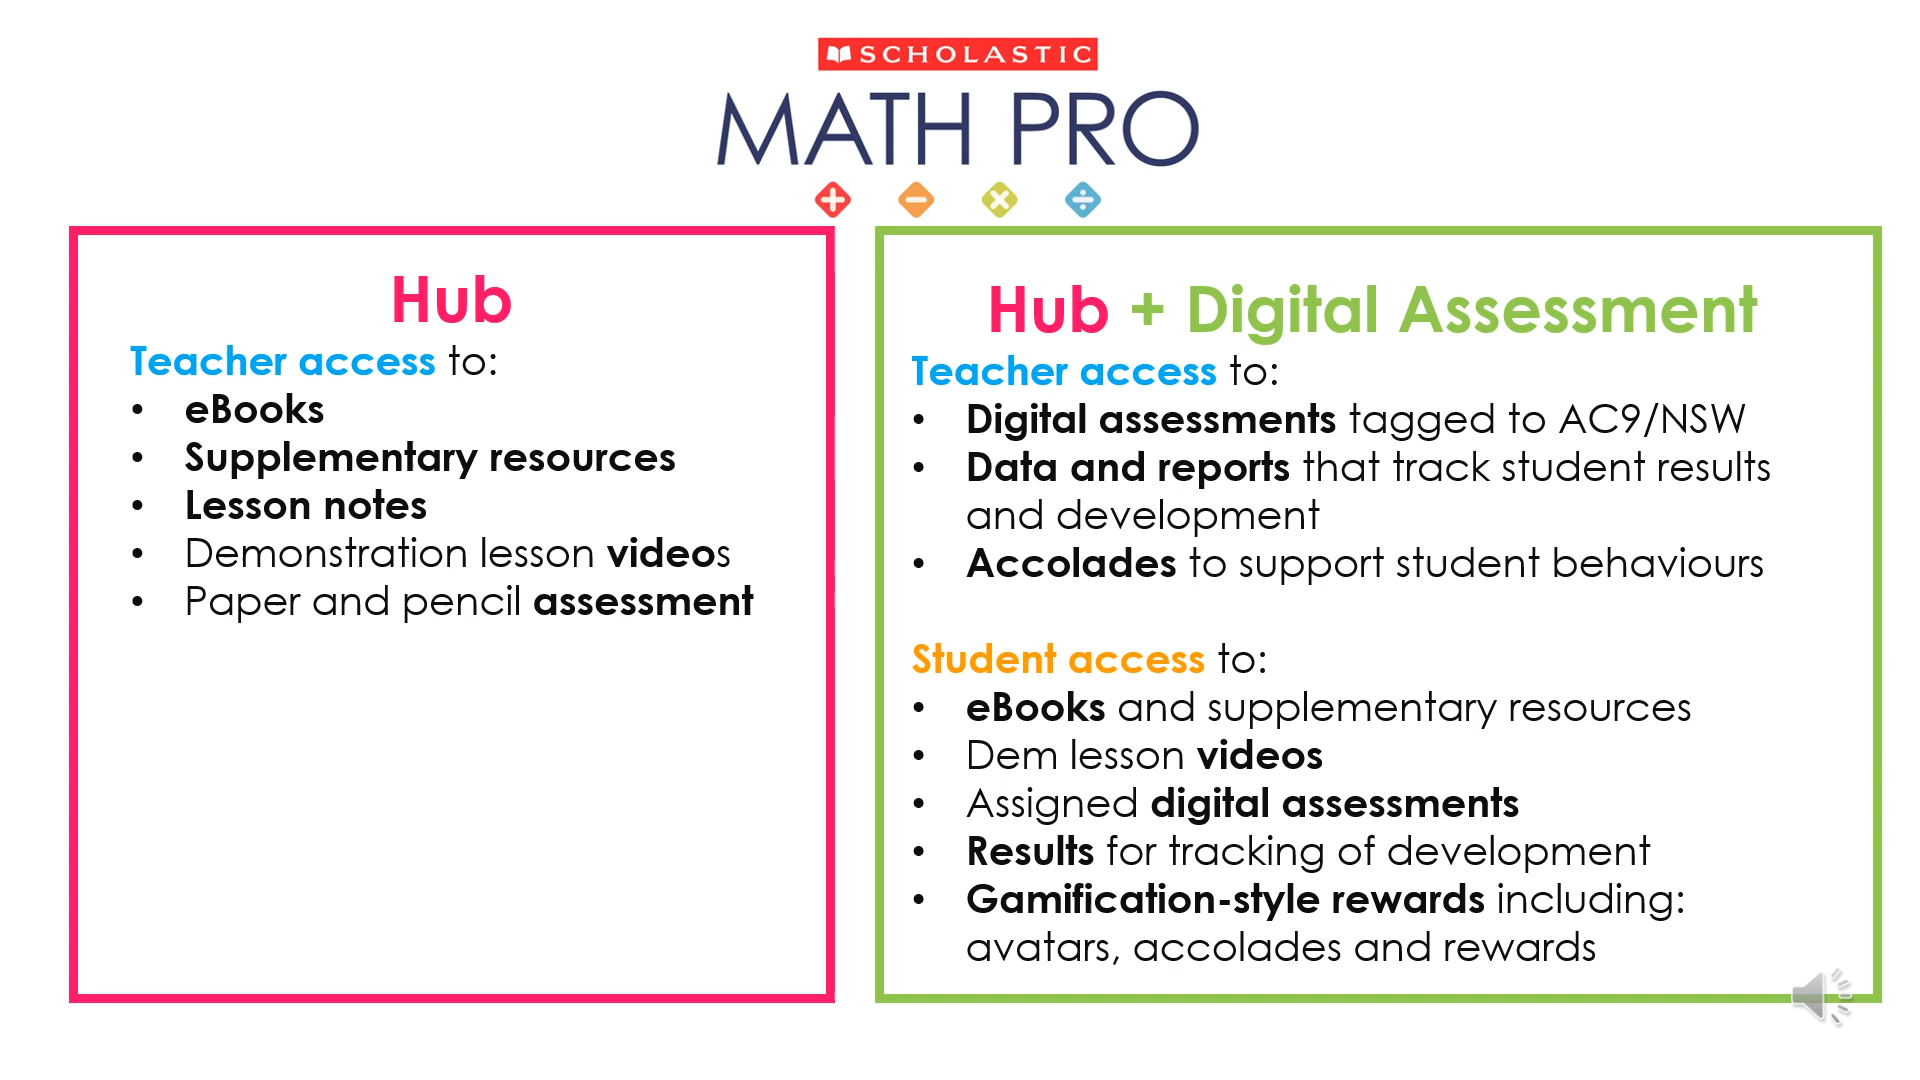 SCHOLASTIC
MATH PRO
Hub
Teacher access to:
• eBooks
• Supplementary resources
• Lesson notes
• Demonstration lesson videos
• Paper and pencil assessment
Hub + Digital Assessment
Teacher access to:
• Digital assessments tagged to AC9/NSW
• Data and reports that track student results
and development
• Accolades to support student behaviours
Student access to:
• eBooks and supplementary resources
• Dem lesson videos
• Assigned digital assessments
• Results for tracking of development
• Gamification-style rewards including:
avatars, accolades and rewards